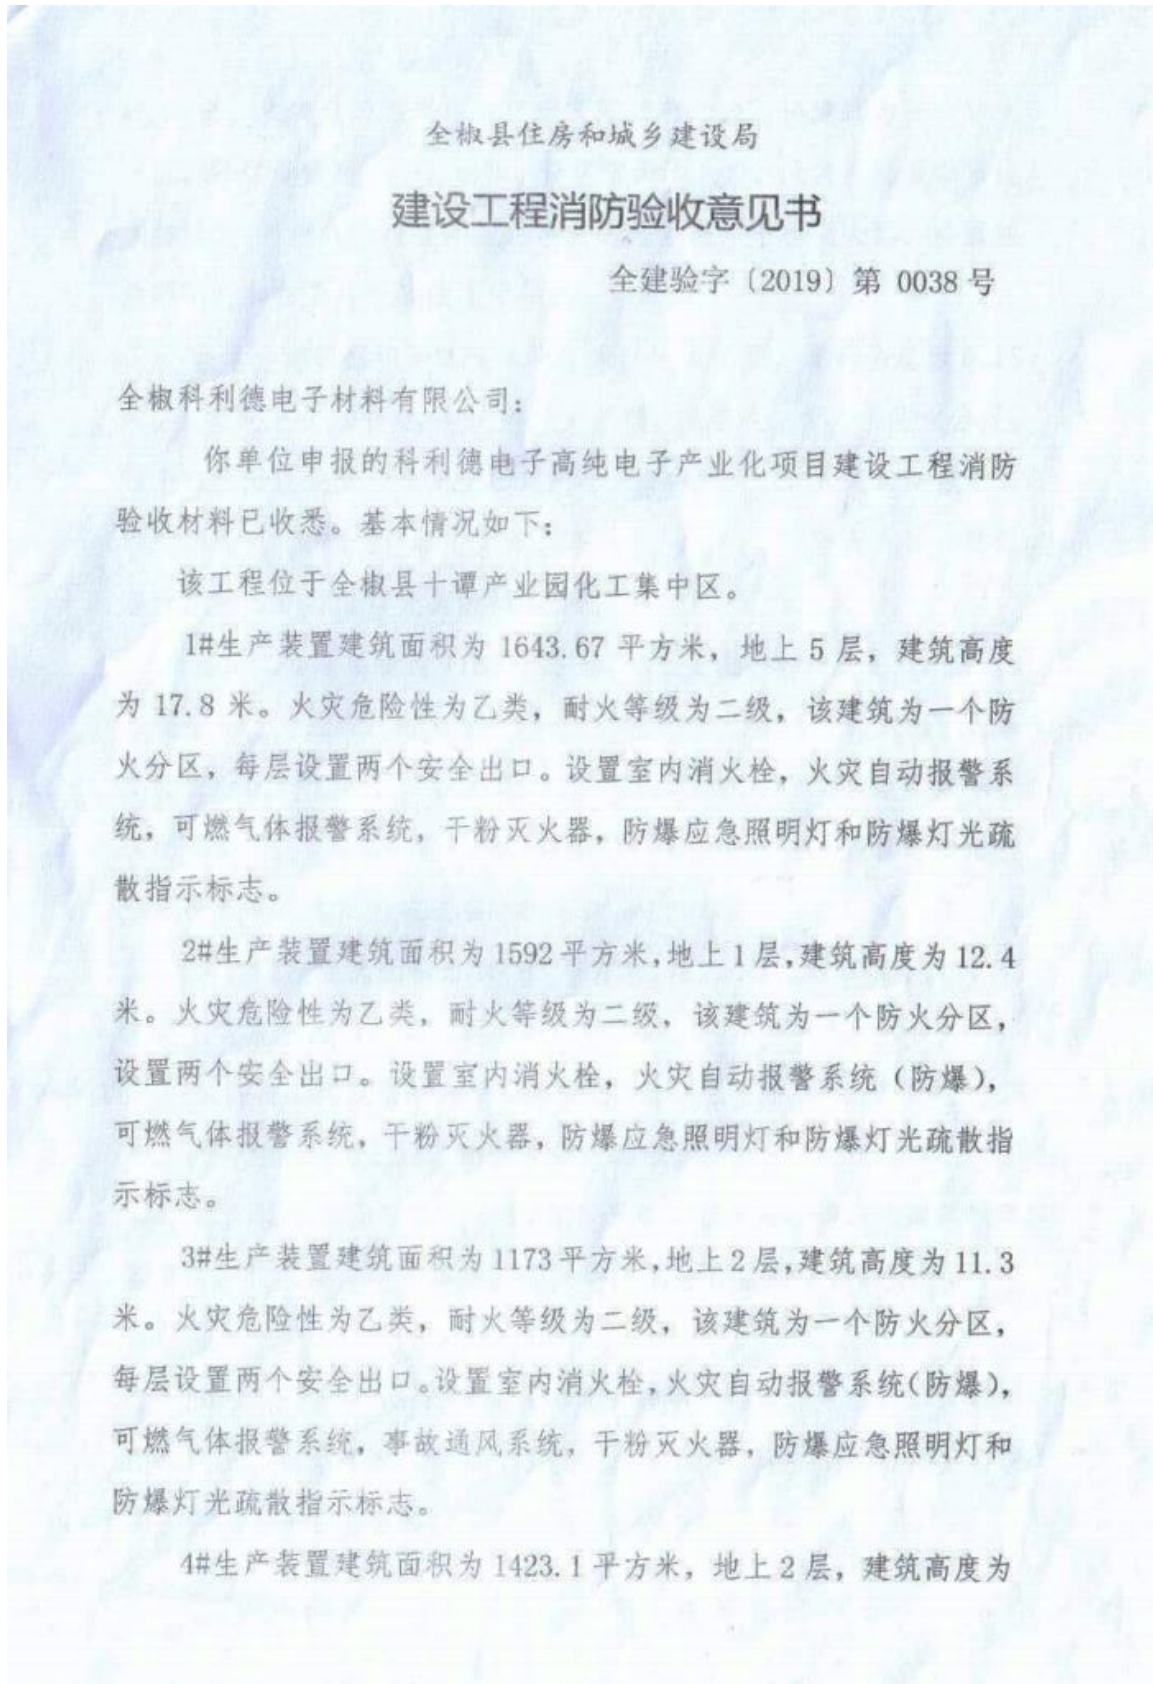 全椒县住房和城乡建设局
建设工程消防验收意见书
全建验字〔2019〕第 0038 号
全椒科利德电子材料有限公司：
你单位申报的科利德电子高纯电子产业化项目建设工程消防
验收材料已收悉。基本情况如下：
该工程位于全椒县十谭产业园化工集中区。
1#生产装置建筑面积为 1643.67 平方米，地上 5 层，建筑高度
为 17.8 米。火灾危险性为乙类，耐火等级为二级，该建筑为一个防
火分区，每层设置两个安全出口。设置室内消火栓，火灾自动报警系
统，可燃气体报警系统，干粉灭火器，防爆应急照明灯和防爆灯光疏
散指示标志。
2#生产装置建筑面积为 1592 平方米,地上 1 层,建筑高度为 12.4
米。火灾危险性为乙类，耐火等级为二级，该建筑为一个防火分区，
设置两个安全出口。设置室内消火栓，火灾自动报警系统（防爆），
可燃气体报警系统，干粉灭火器，防爆应急照明灯和防爆灯光疏散指
示标志。
3#生产装置建筑面积为 1173 平方米,地上 2 层,建筑高度为 11.3
米。火灾危险性为乙类，耐火等级为二级，该建筑为一个防火分区，
每层设置两个安全出口。设置室内消火栓,火灾自动报警系统(防爆)，
可燃气体报警系统，事故通风系统，干粉灭火器，防爆应急照明灯和
防爆灯光疏散指示标志。
4#生产装置建筑面积为 1423.1 平方米，地上 2 层，建筑高度为